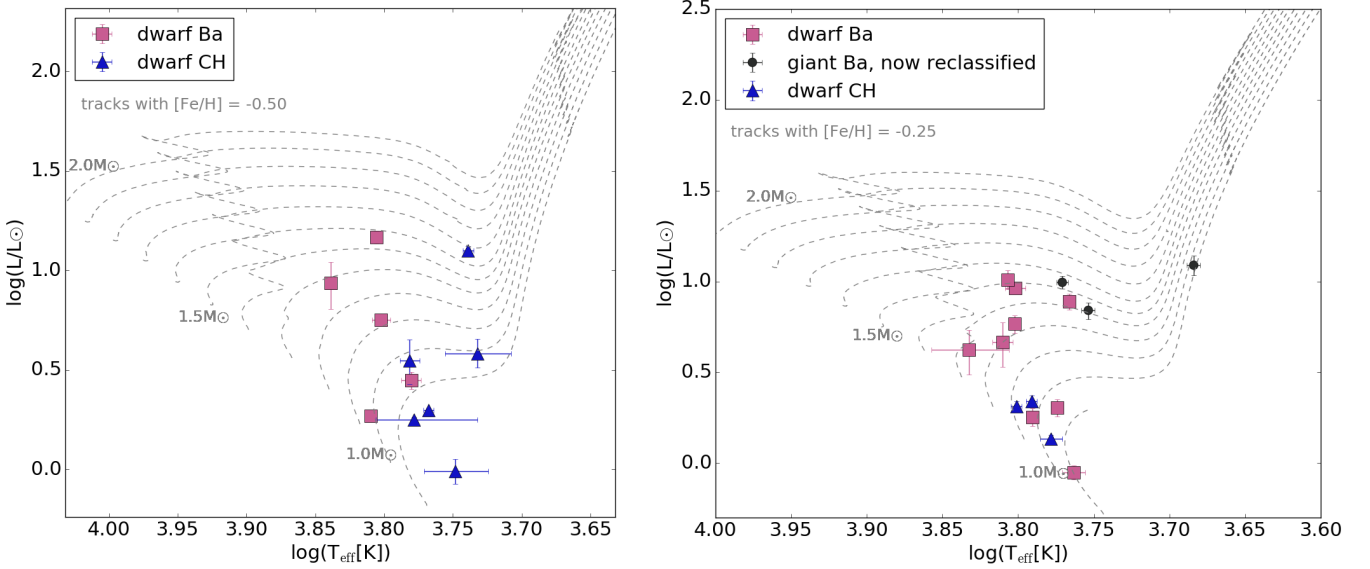 dwarf Ba
dwarf CH
tracks with [Fe/H] = -0.50
2.0M⊙
1.5M⊙
1.0M⊙
2.0
1.5
1.0
0.5
0.0
log(L/L⊙)
4.00 3.95 3.90 3.85 3.80 3.75 3.70 3.65
log(Teff[K])
dwarf Ba
giant Ba, now reclassified
dwarf CH
tracks with [Fe/H] = -0.25
2.0M⊙
1.5M⊙
1.0M⊙
2.5
2.0
1.5
1.0
0.5
0.0
log(L/L⊙)
4.00 3.95 3.90 3.85 3.80 3.75 3.70 3.65 3.60
log(Teff[K])